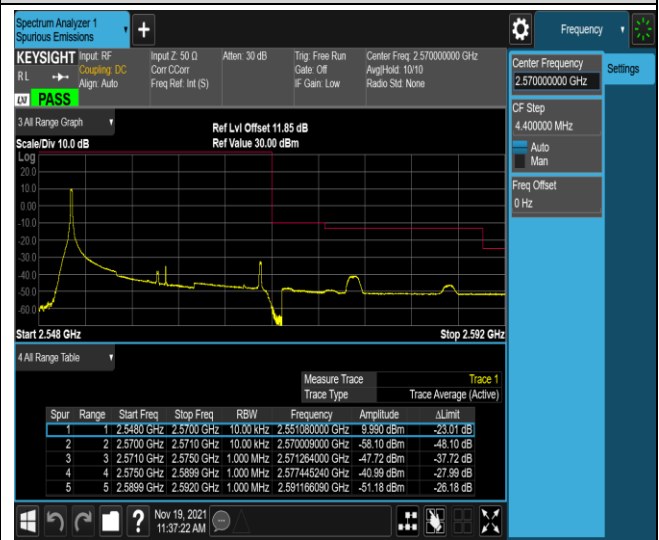 Spectrum Analyzer 1
Spurious Emissions
Frequency
KEYSIGHT
RL
PASS
Input: RF
Coupling: DC
Align: Auto
Input Z: 50 Ω
Corr CCorr
Freq Ref: Int (S)
Atten: 30 dB
Trig: Free Run
Gate: Off
IF Gain: Low
Center Freq: 2.570000000 GHz
Avg|Hold: 10/10
Radio Std: None
Center Frequency
2.570000000 GHz
Settings
CF Step
4.400000 MHz
Auto
Man
Freq Offset
0 Hz
3 All Range Graph
Scale/Div 10.0 dB
Ref Lvl Offset 11.85 dB
Ref Value 30.00 dBm
Log
20.0
10.0
0.00
-10.0
-20.0
-30.0
-40.0
-50.0
-60.0
Start 2.548 GHz
Stop 2.592 GHz
4 All Range Table
Measure Trace Trace 1
Trace Type Trace Average (Active)
Spur Range Start Freq Stop Freq RBW Frequency Amplitude ΔLimit
1 1 2.5480 GHz 2.5700 GHz 10.00 kHz 2.551080000 GHz 9.990 dBm -23.01 dB
2 2 2.5700 GHz 2.5710 GHz 10.00 kHz 2.570009000 GHz -58.10 dBm -48.10 dB
3 3 2.5710 GHz 2.5750 GHz 1.000 MHz 2.571264000 GHz -47.72 dBm -37.72 dB
4 4 2.5750 GHz 2.5899 GHz 1.000 MHz 2.577445240 GHz -40.99 dBm -27.99 dB
5 5 2.5899 GHz 2.5920 GHz 1.000 MHz 2.591166090 GHz -51.18 dBm -26.18 dB
Nov 19, 2021
11:37:22 AM